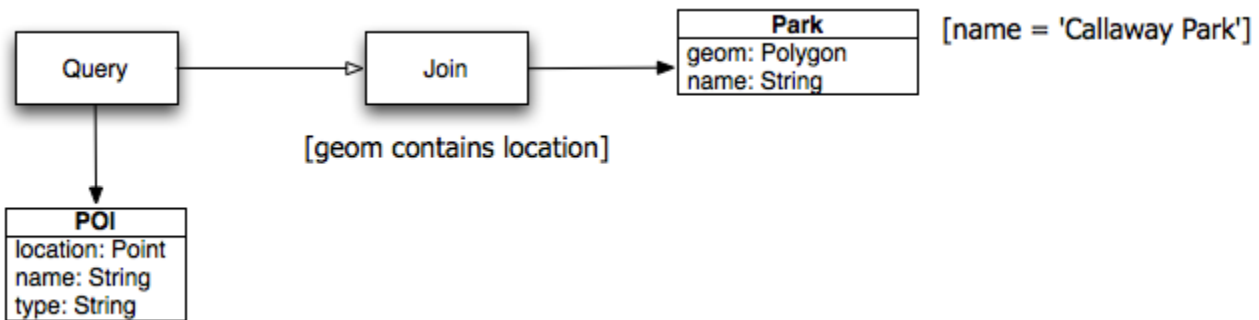 Park
[name = 'Callaway Park']
geom: Polygon
name: String
Query
Join
[geom contains location]
POI
location: Point
name: String
type: String